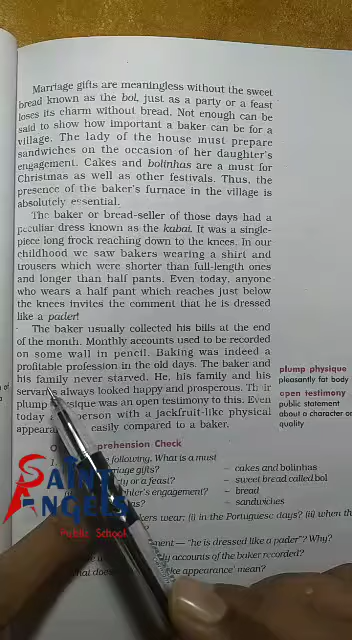 Marriage gifts are meaningless without the sweet
bread known as the bol, just as a party or a feast
loses its charm without bread. Not enough can be
said to show how important a baker can be for a
village. The lady of the house must prepare
sandwiches on the occasion of her daughter's
engagement. Cakes and bolinhas are a must for
Christmas as well as other festivals. Thus, the
presence of the baker's furnace in the village is
absolutely essential.
The baker or bread-seller of those days had a
peculiar dress known as the kabai. It was a single-
piece long frock reaching down to the knees. In our
childhood we saw bakers wearing a shirt and
trousers which were shorter than full-length ones
and longer than half pants. Even today, anyone
who wears a half pant which reaches just below
the knees invites the comment that he is dressed
like a pader!
The baker usually collected his bills at the end
of the month. Monthly accounts used to be recorded
on some wall in pencil. Baking was indeed a
profitable profession in the old days. The baker and
his family never starved. He, his family and his
servants always looked happy and prosperous. Their
plump physique was an open testimony to this. Even
today person with a jackfruit-like physical
appearance easily compared to a baker.
plump physique
pleasantly fat body
open testimony
public statement
about a character or
quality
prehension Check
following. What is a must
marriage gifts? – cakes and bolinhas
party or a feast? – sweet bread called bol
daughter's engagement? – bread
– sandwiches
bakers wear: (i) in the Portuguese days? (ii) when th
comment — "he is dressed like a pader"? Why?
accounts of the baker recorded?
What does like appearance' mean?
SAINT
ANGELS
Public School